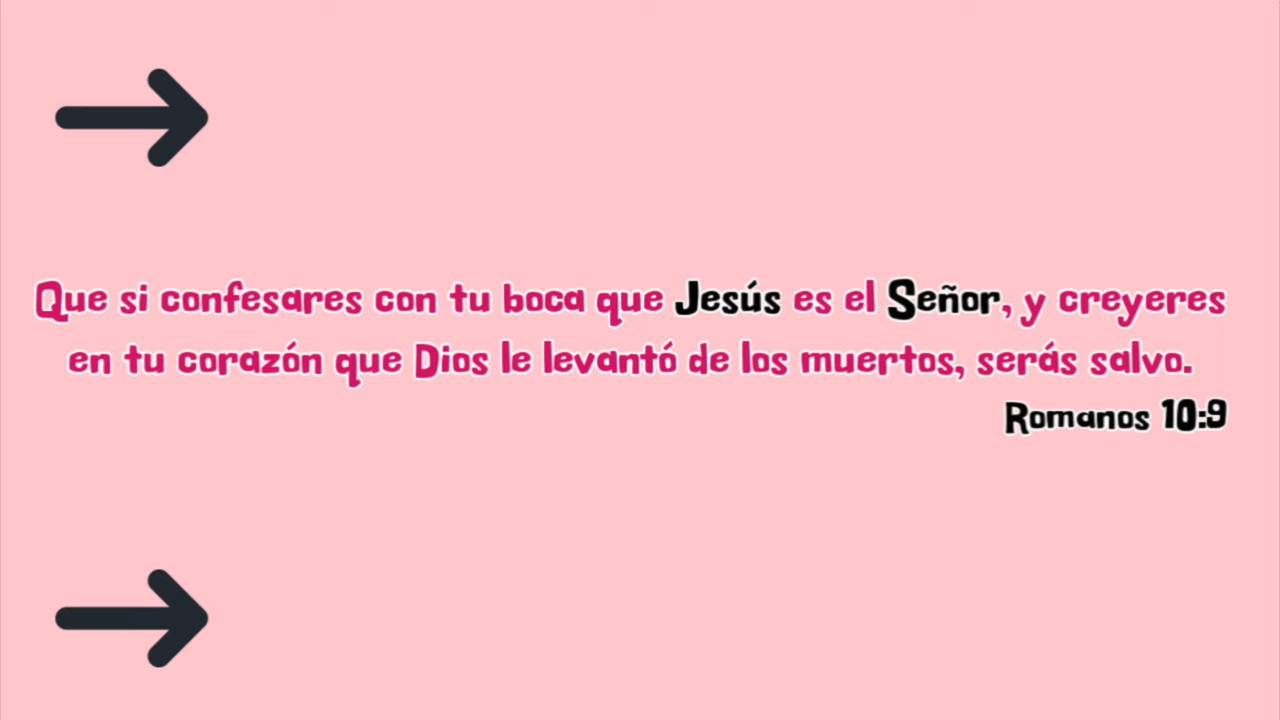 Que si confesares con tu boca que Jesús es el Señor, y creyeres
en tu corazón que Dios le levantó de los muertos, serás salvo.
Romanos 10:9